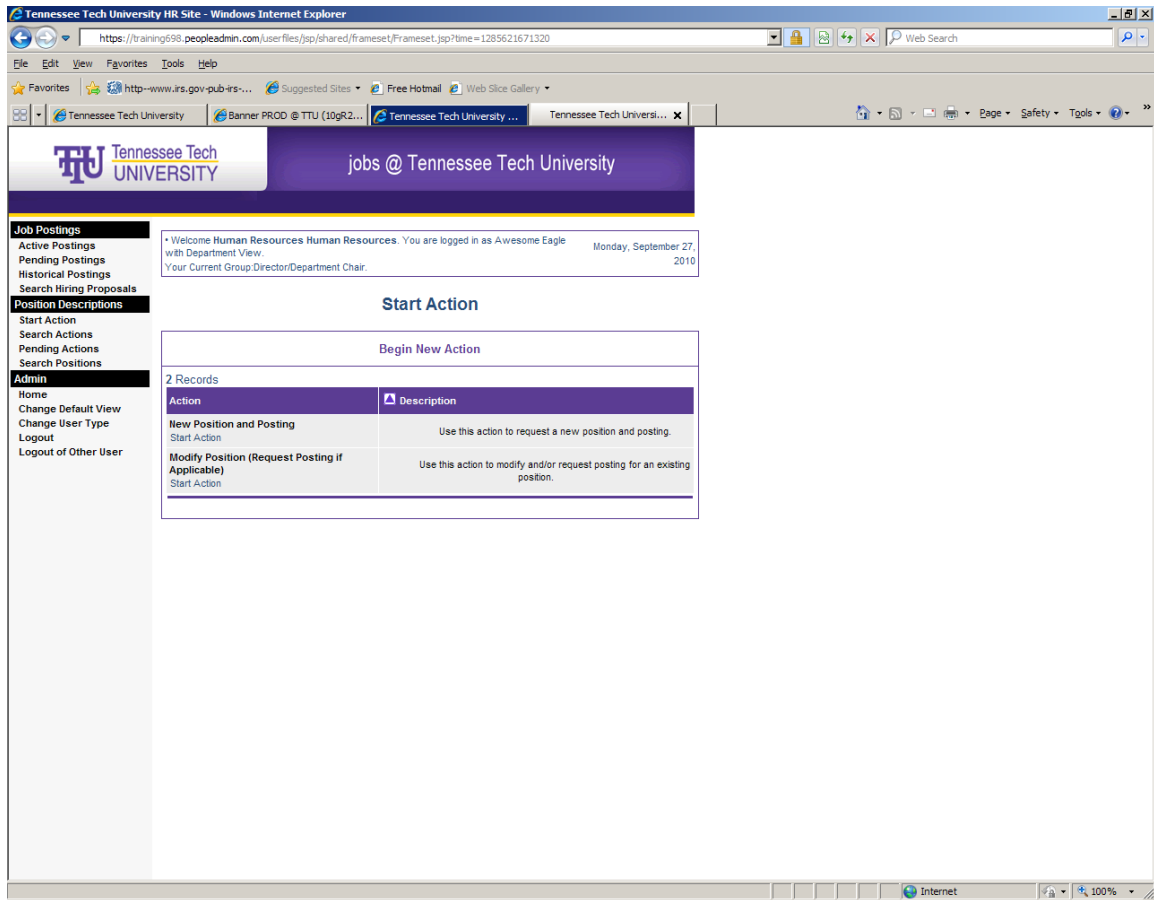 Tennessee Tech University HR Site - Windows Internet Explorer
https://training698.peopleadmin.com/userfiles/jsp/shared/frameset/Frameset.jsp?time=1285621671320
Web Search
File Edit View Favorites Tools Help
Favorites http--www.irs.gov-pub-irs-... Suggested Sites Free Hotmail Web Slice Gallery
Tennessee Tech University Banner PROD @ TTU (10gR2... Tennessee Tech University ... Tennessee Tech Universi... Page Safety Tools
TTU Tennessee Tech
UNIVERSITY
jobs @ Tennessee Tech University
Job Postings
Active Postings
Pending Postings
Historical Postings
Search Hiring Proposals
Position Descriptions
Start Action
Search Actions
Pending Actions
Search Positions
Admin
Home
Change Default View
Change User Type
Logout
Logout of Other User
• Welcome Human Resources Human Resources. You are logged in as Awesome Eagle
with Department View.
Your Current Group:Director/Department Chair.
Monday, September 27,
2010
Start Action
Begin New Action
2 Records
Action Description
New Position and Posting
Start Action
Use this action to request a new position and posting.
Modify Position (Request Posting if
Applicable)
Start Action
Use this action to modify and/or request posting for an existing
position.
Internet 100%